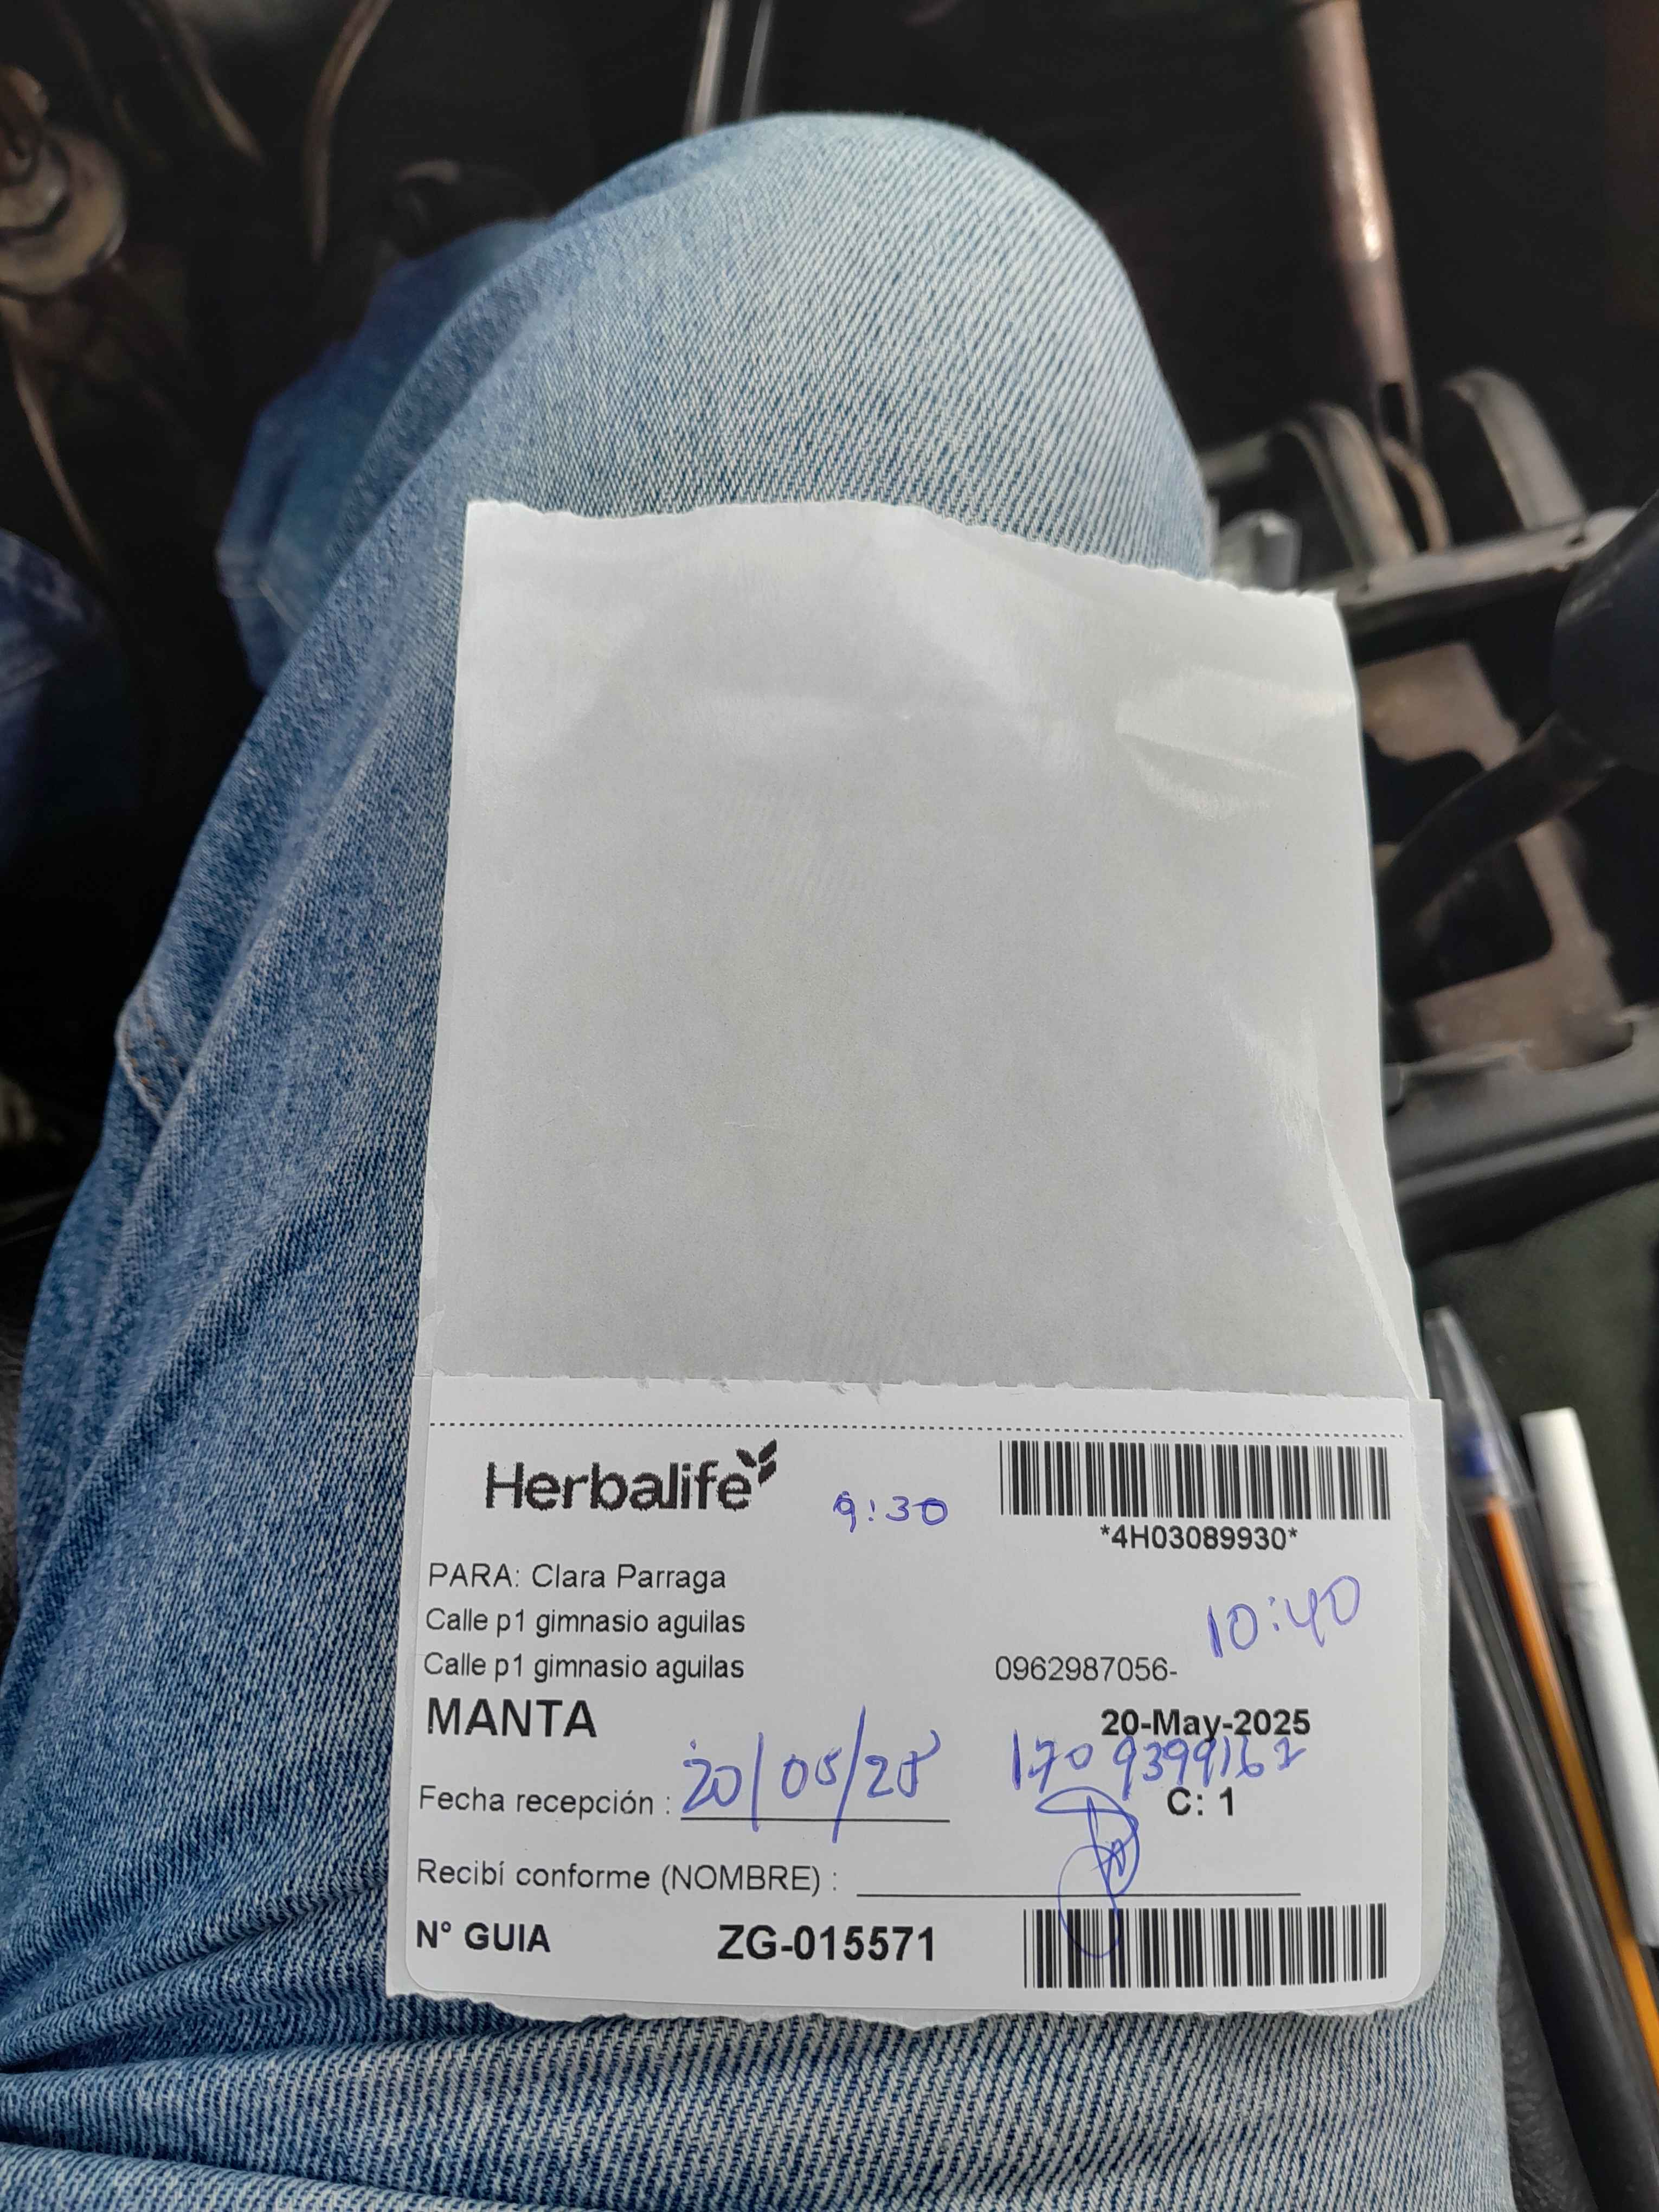 Herbalife
9:30
*4H03089930*
PARA: Clara Parraga
Calle p1 gimnasio aguilas
10:40
Calle p1 gimnasio aguilas 0962987056-
MANTA 20-May-2025
Fecha recepción : 20/05/25
C: 1
Recibí conforme (NOMBRE) :
N° GUIA ZG-015571